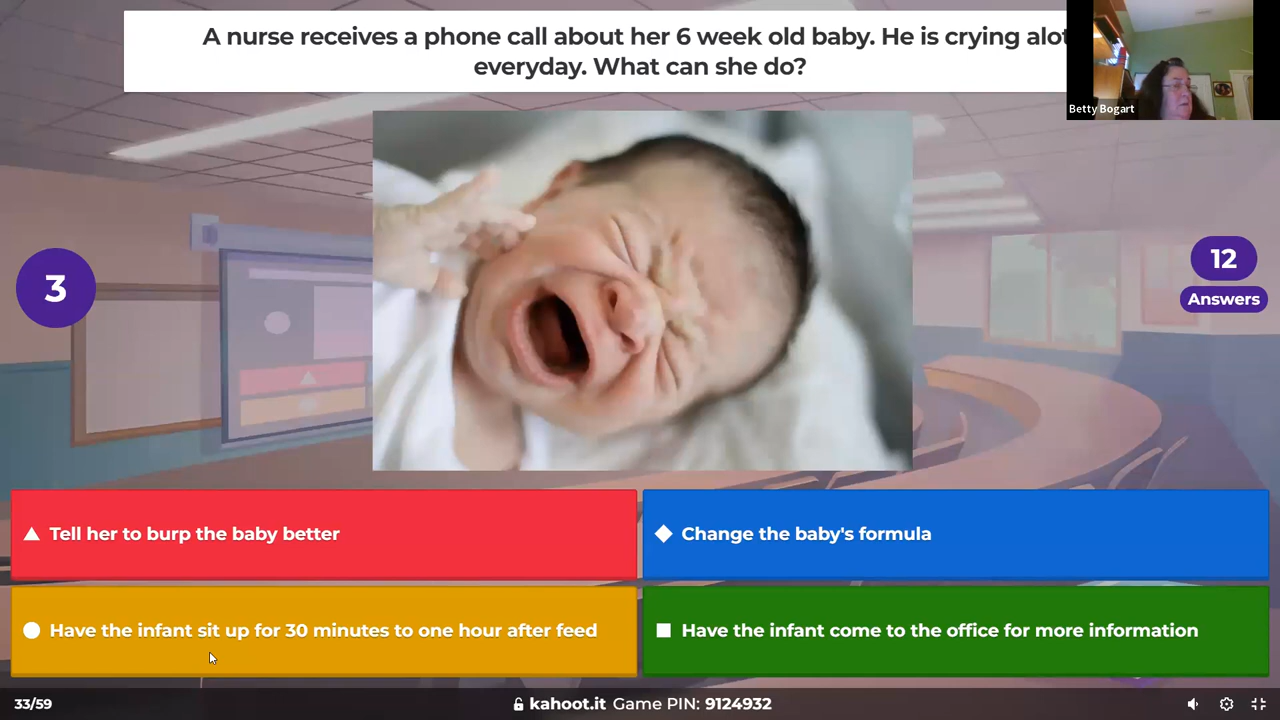 A nurse receives a phone call about her 6 week old baby. He is crying alot
everyday. What can she do?
Betty Bogart
3
12
Answers
Tell her to burp the baby better
Change the baby's formula
Have the infant sit up for 30 minutes to one hour after feed
Have the infant come to the office for more information
33/59
kahoot.it Game PIN: 9124932